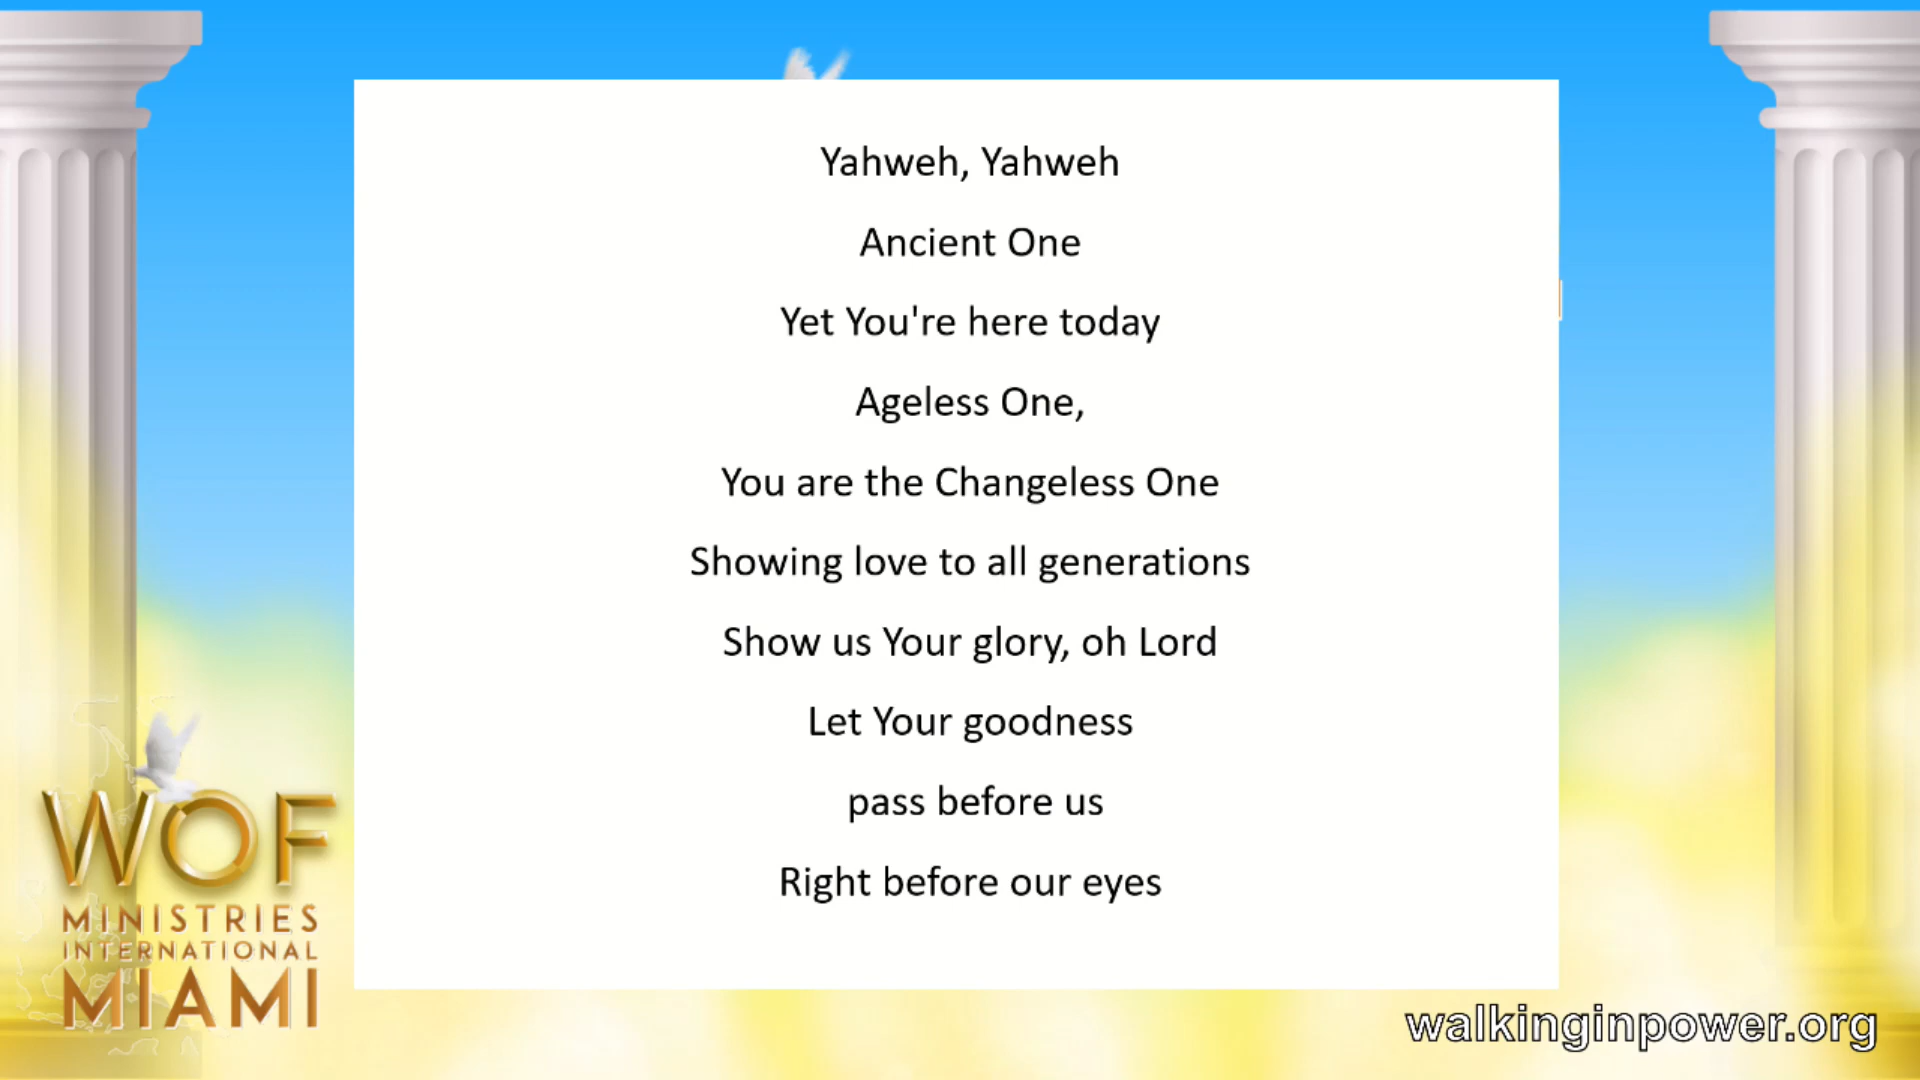 Yahweh, Yahweh
Ancient One
Yet You're here today
Ageless One,
You are the Changeless One
Showing love to all generations
Show us Your glory, oh Lord
Let Your goodness
pass before us
Right before our eyes
WOF
MINISTRIES
INTERNATIONAL
MIAMI
walkinginpower.org